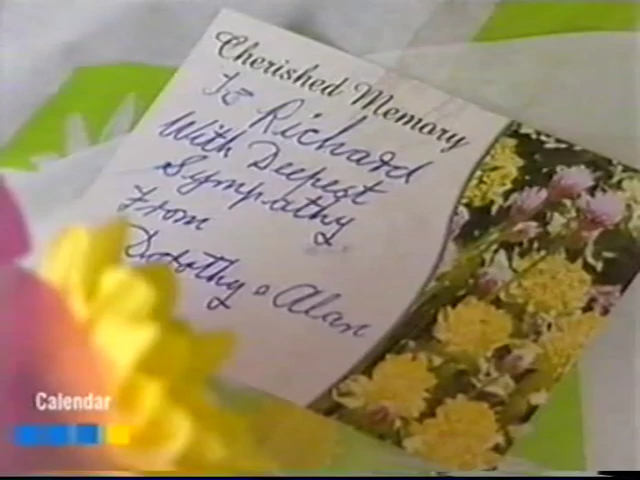 Cherished Memory
To Richard
With Deepest
Sympathy
From
Dorothy & Alan
Calendar